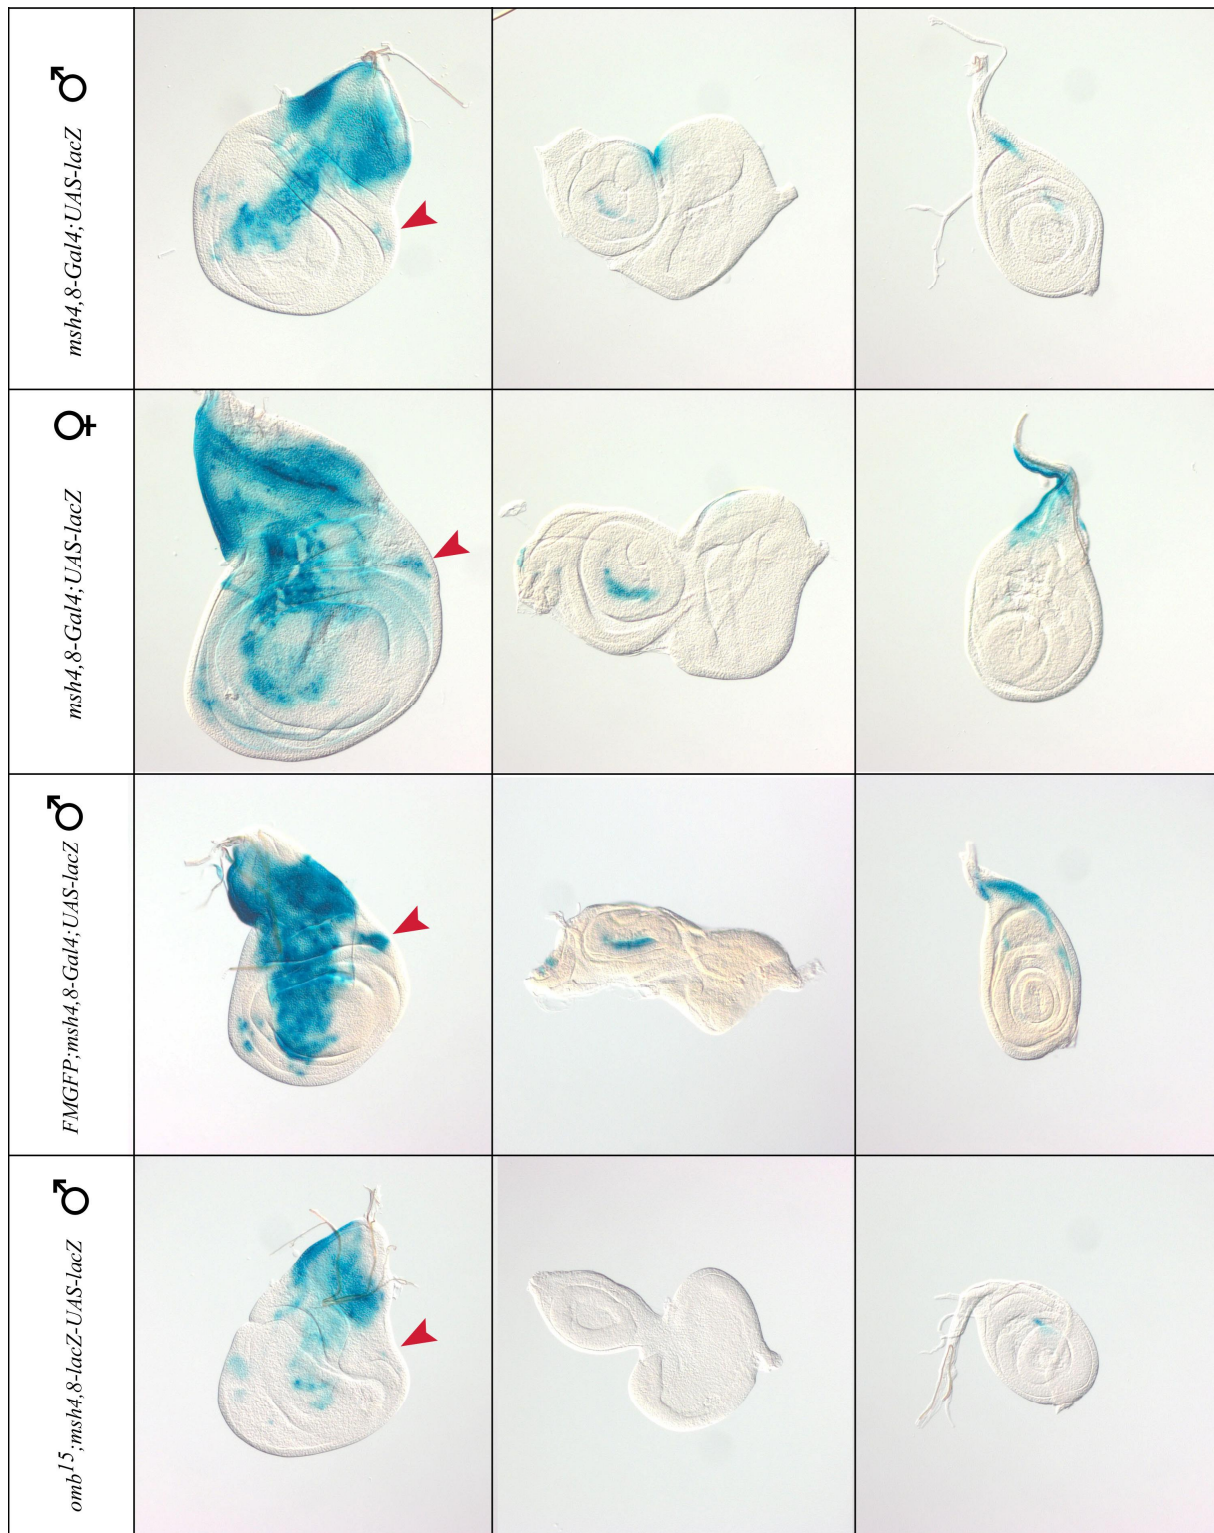 msh4,8-Gal4;UAS-lacZ ♂
msh4,8-Gal4;UAS-lacZ ♀
FMGFP;msh4,8-Gal4;UAS-lacZ ♂
omb15;msh4,8-lacZ-UAS-lacZ ♂